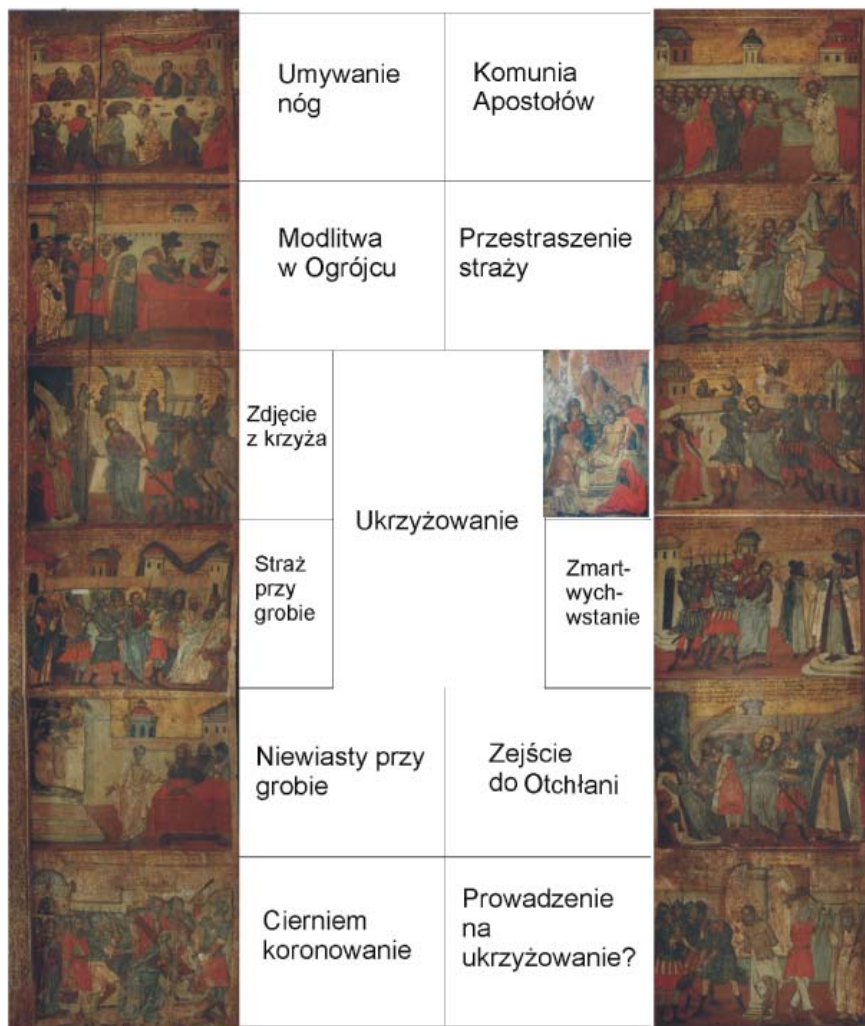 Umywanie
nóg
Komunia
Apostołów
Modlitwa
w Ogrójcu
Przestraszenie
straży
Zdjęcie
z krzyża
Ukrzyżowanie
Straż
przy
grobie
Zmart-
wych-
wstanie
Niewiasty przy
grobie
Zejście
do Otchłani
Cierniem
koronowanie
Prowadzenie
na
ukrzyżowanie?